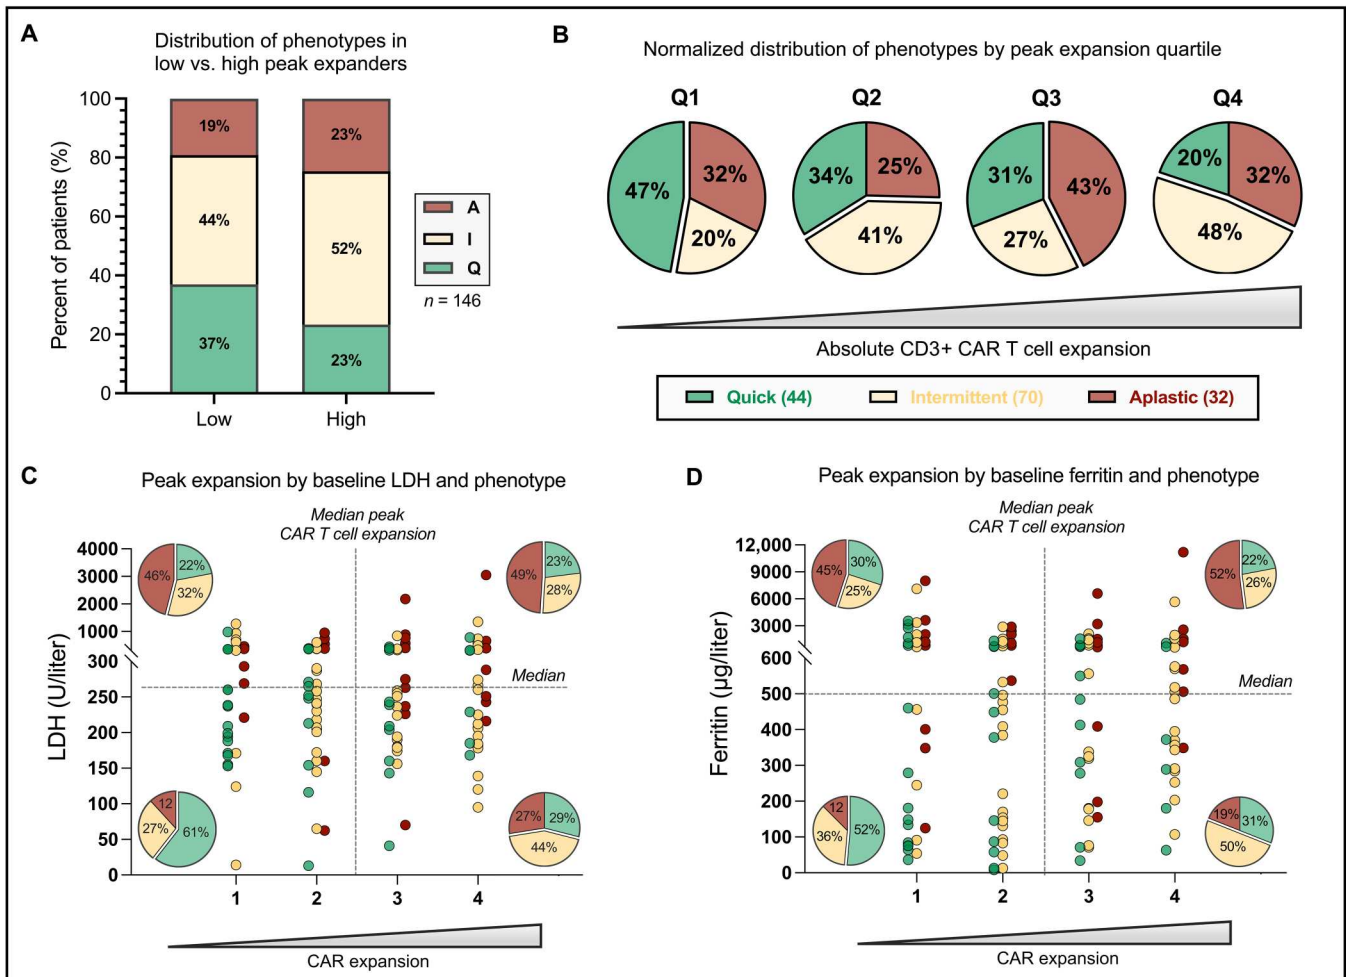 A
Distribution of phenotypes in
low vs. high peak expanders
Percent of patients (%)
100
80
60
40
20
0
19%
44%
37%
23%
52%
23%
Low
High
A
I
Q
n = 146
B
Normalized distribution of phenotypes by peak expansion quartile
Q1
Q2
Q3
Q4
47%
32%
20%
34%
25%
41%
31%
43%
27%
20%
32%
48%
Absolute CD3+ CAR T cell expansion
Quick (44)
Intermittent (70)
Aplastic (32)
C
Peak expansion by baseline LDH and phenotype
Median peak
CAR T cell expansion
LDH (U/liter)
4000
3000
2000
1000
300
250
200
150
100
50
0
46%
22%
32%
49%
23%
28%
Median
12
27%
61%
27%
29%
44%
1
2
3
4
CAR expansion
D
Peak expansion by baseline ferritin and phenotype
Median peak
CAR T cell expansion
Ferritin (µg/liter)
12,000
9000
6000
3000
600
500
400
300
200
100
0
45%
30%
25%
52%
22%
26%
Median
12
36%
52%
19%
31%
50%
1
2
3
4
CAR expansion